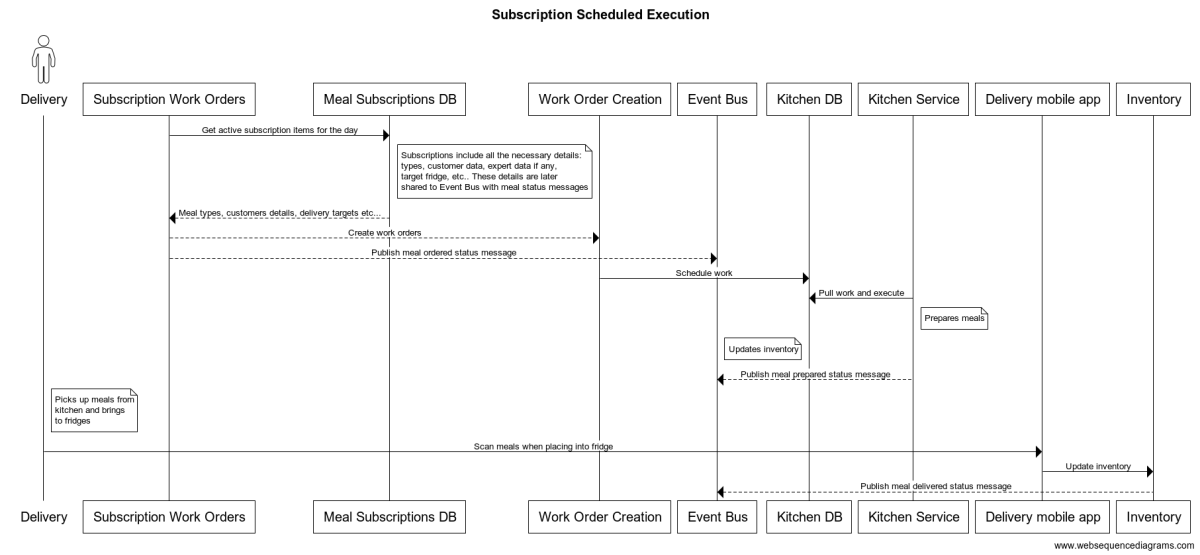 Subscription Scheduled Execution
Delivery
Subscription Work Orders
Meal Subscriptions DB
Work Order Creation
Event Bus
Kitchen DB
Kitchen Service
Delivery mobile app
Inventory
Get active subscription items for the day
Subscriptions include all the necessary details:
types, customer data, expert data if any,
target fridge, etc.. These details are later
shared to Event Bus with meal status messages
Meal types, customers details, delivery targets etc...
Create work orders
Publish meal ordered status message
Schedule work
Pull work and execute
Prepares meals
Updates inventory
Publish meal prepared status message
Picks up meals from
kitchen and brings
to fridges
Scan meals when placing into fridge
Update inventory
Publish meal delivered status message
Delivery
Subscription Work Orders
Meal Subscriptions DB
Work Order Creation
Event Bus
Kitchen DB
Kitchen Service
Delivery mobile app
Inventory
www.websequencediagrams.com